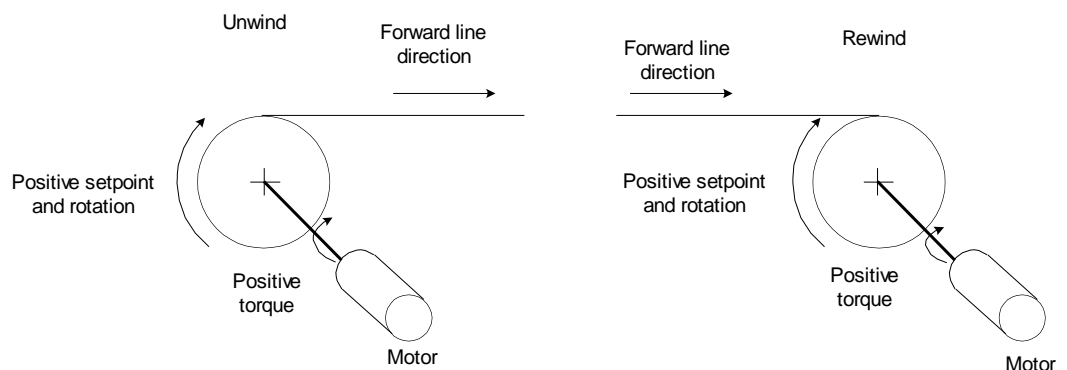 Unwind
Forward line
direction
Positive setpoint
and rotation
Positive
torque
Motor
Rewind
Forward line
direction
Positive setpoint
and rotation
Positive
torque
Motor